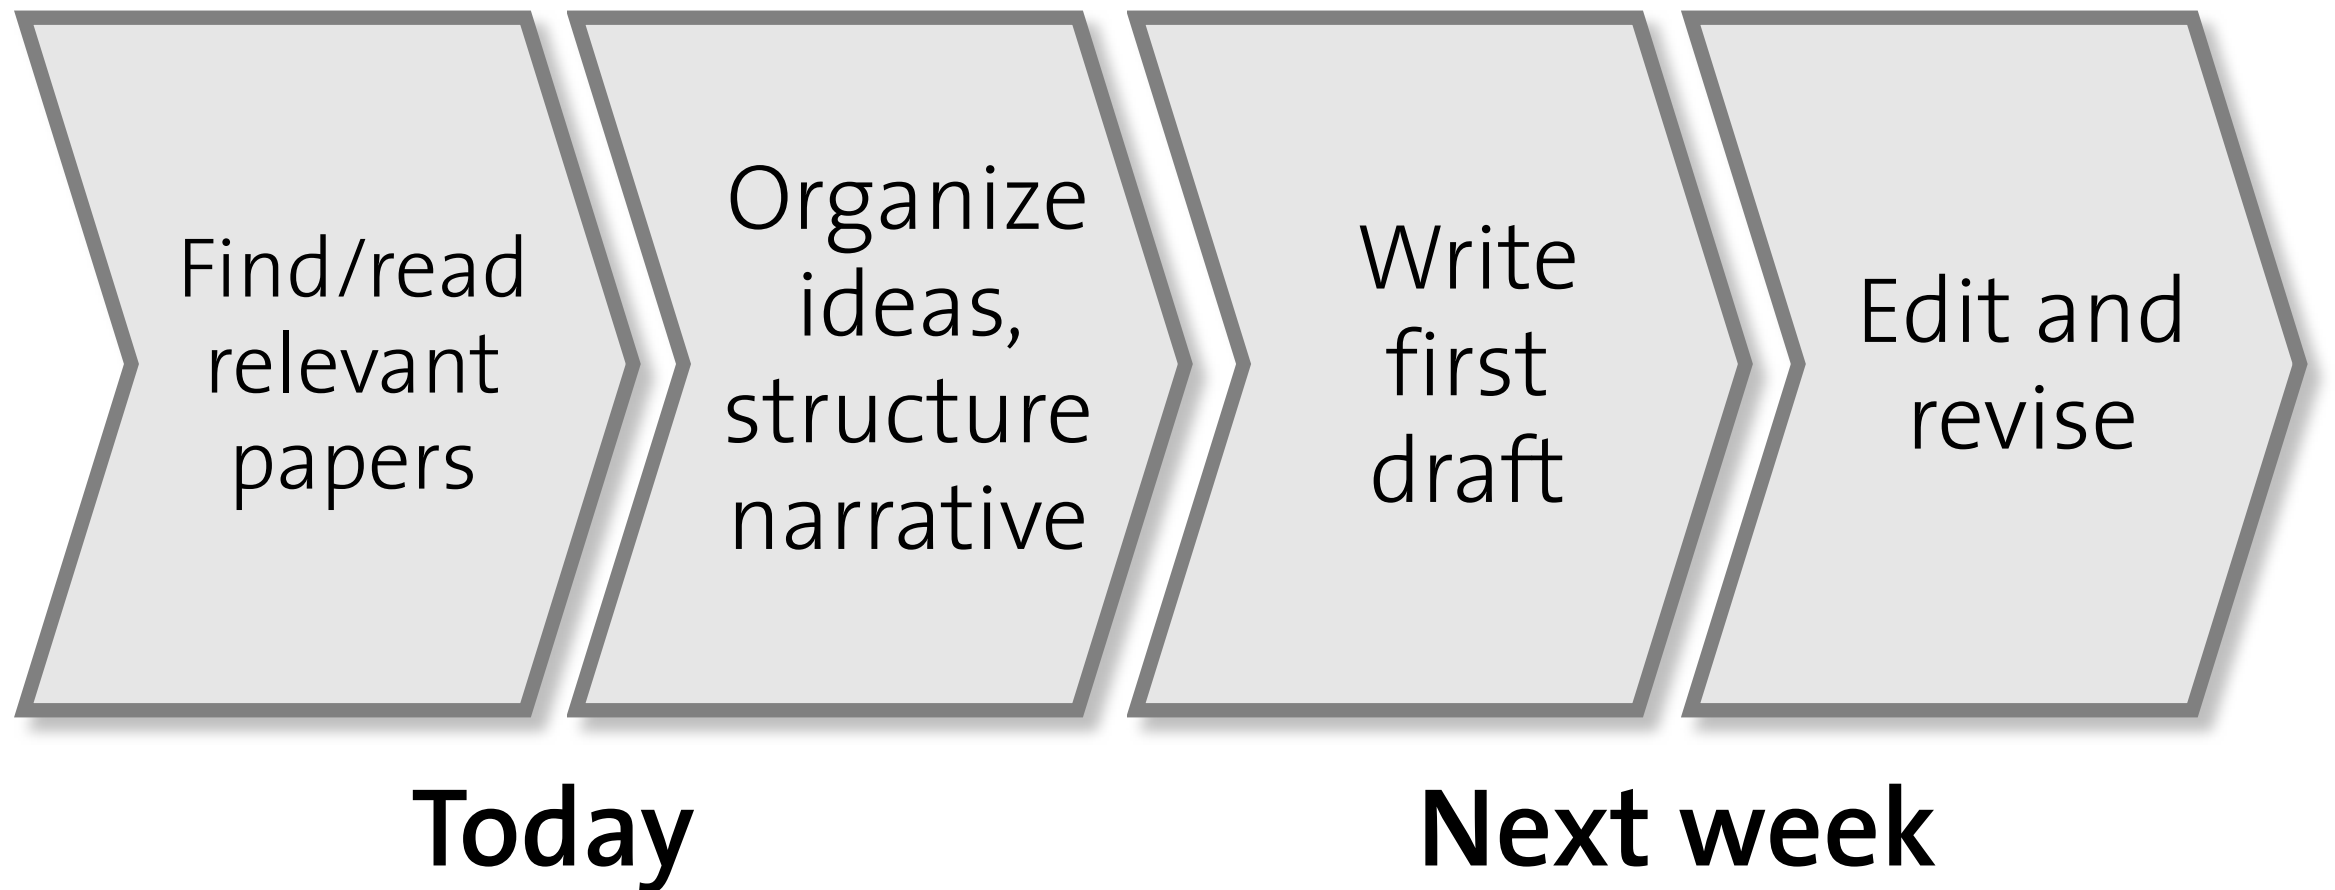 Find/read
relevant
papers
Organize
ideas,
structure
narrative
Write
first
draft
Edit and
revise
Today
Next week